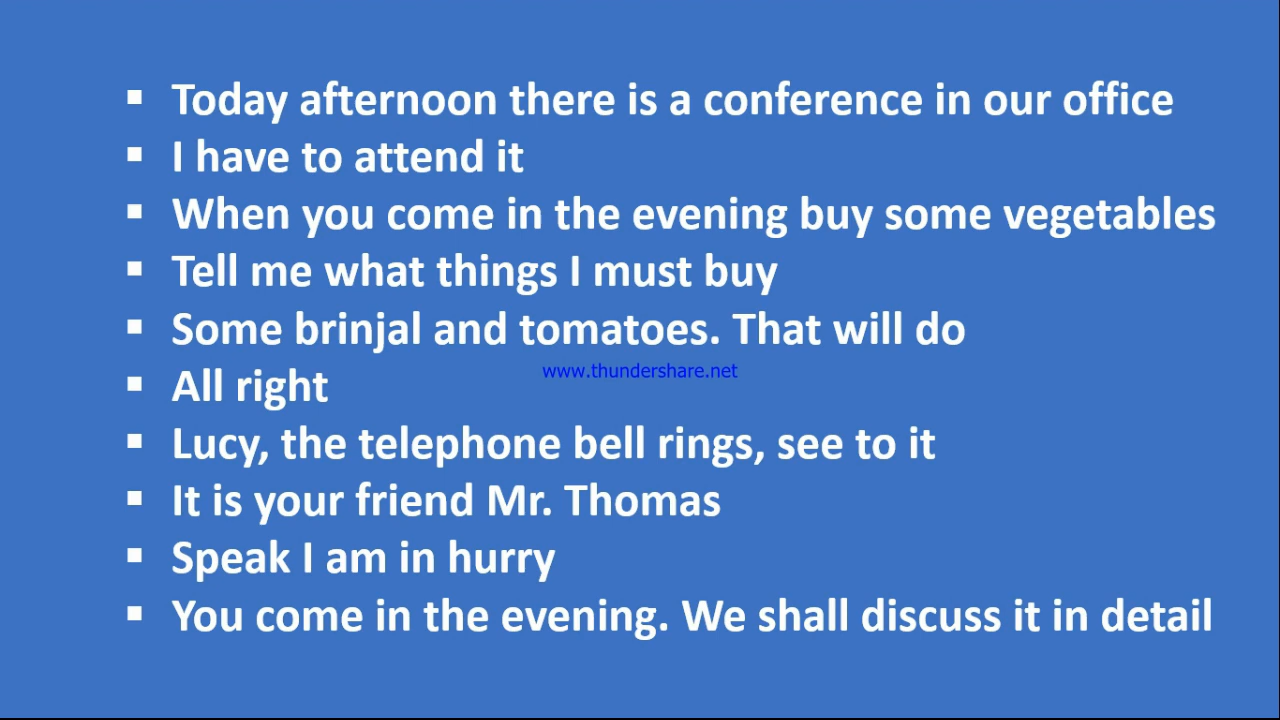 ▪ Today afternoon there is a conference in our office
▪ I have to attend it
▪ When you come in the evening buy some vegetables
▪ Tell me what things I must buy
▪ Some brinjal and tomatoes. That will do
www.thundershare.net
▪ All right
▪ Lucy, the telephone bell rings, see to it
▪ It is your friend Mr. Thomas
▪ Speak I am in hurry
▪ You come in the evening. We shall discuss it in detail